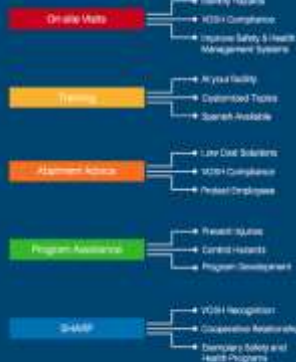 On-site Visits
Identify Hazards
VOSH Compliance
Improve Safety & Health
Management Systems
Training
At your facility
Customized Topics
Spanish Available
Abatement Advice
Low Cost Solutions
VOSH Compliance
Protect Employees
Program Assistance
Prevent Injuries
Control Hazards
Program Development
SHARP
VOSH Recognition
Cooperative Relationship
Exemplary Safety and
Health Programs